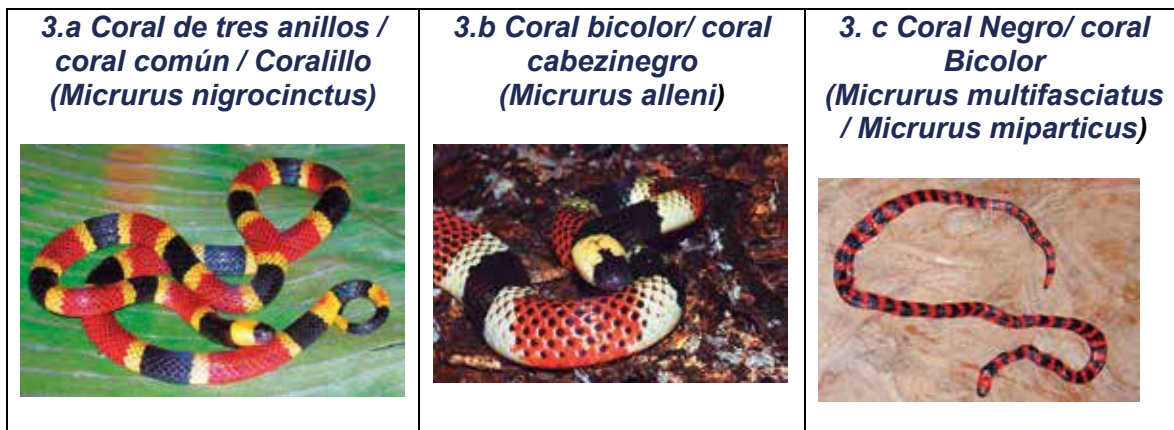 3.a Coral de tres anillos /
coral común / Coralillo
(Micrurus nigrocinctus)
3.b Coral bicolor/ coral
cabezinegro
(Micrurus alleni)
3. c Coral Negro/ coral
Bicolor
(Micrurus multifasciatus
/ Micrurus miparticus)